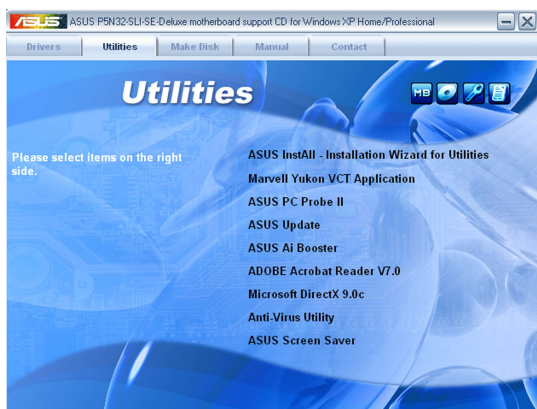 ASUS ASUS P5N32-SLI-SE-Deluxe motherboard support CD for Windows XP Home/Professional
Drivers Utilities Make Disk Manual Contact
Utilities
MB
Please select items on the right
side.
ASUS InstAll - Installation Wizard for Utilities
Marvell Yukon VCT Application
ASUS PC Probe II
ASUS Update
ASUS Ai Booster
ADOBE Acrobat Reader V7.0
Microsoft DirectX 9.0c
Anti-Virus Utility
ASUS Screen Saver